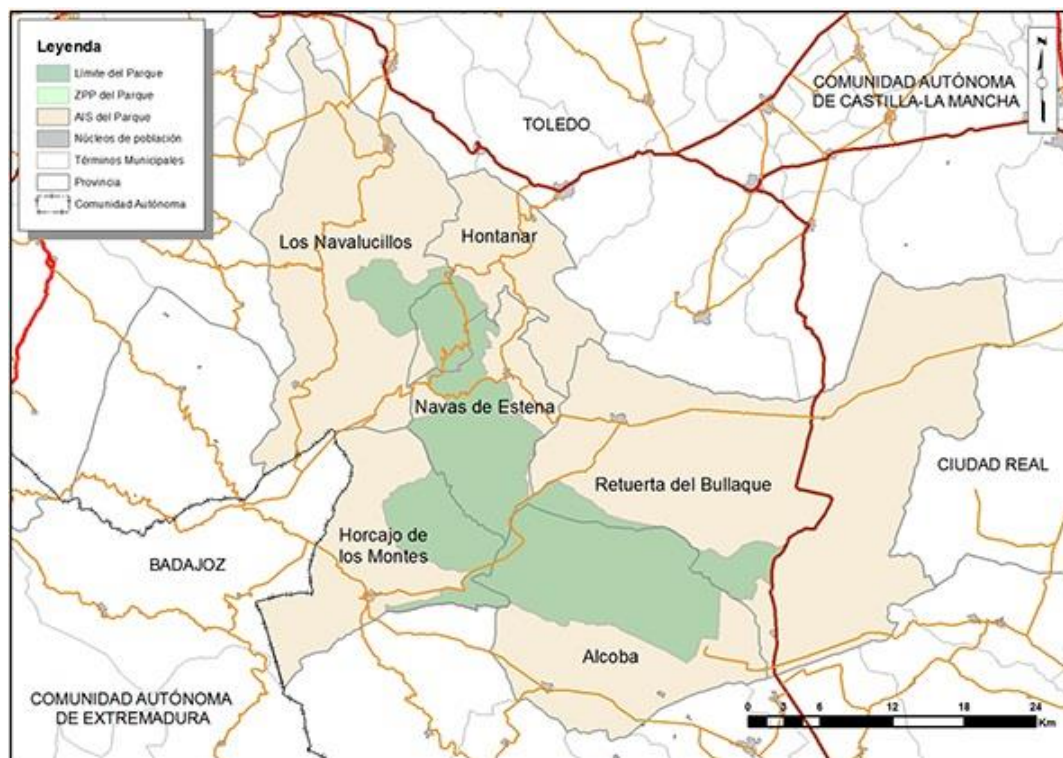 Leyenda
Límite del Parque
ZPP del Parque
AIS del Parque
Núcleos de población
Términos Municipales
Provincia
Comunidad Autónoma
N
COMUNIDAD AUTÓNOMA
DE CASTILLA-LA MANCHA
TOLEDO
Los Navalucillos
Hontanar
Navas de Estena
Retuerta del Bullaque
CIUDAD REAL
Horcajo de
los Montes
BADAJOZ
Alcoba
COMUNIDAD AUTÓNOMA
DE EXTREMADURA
0 3 6 12 18 24
Km